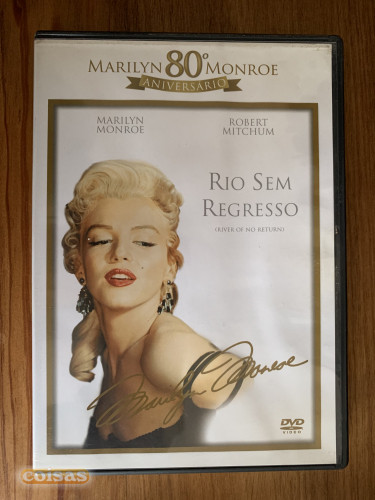 MARILYN 80º MONROE
ANIVERSÁRIO
MARILYN MONROE
ROBERT MITCHUM
RIO SEM
REGRESSO
(RIVER OF NO RETURN)
Marilyn Monroe
DVD
VIDEO
coisas